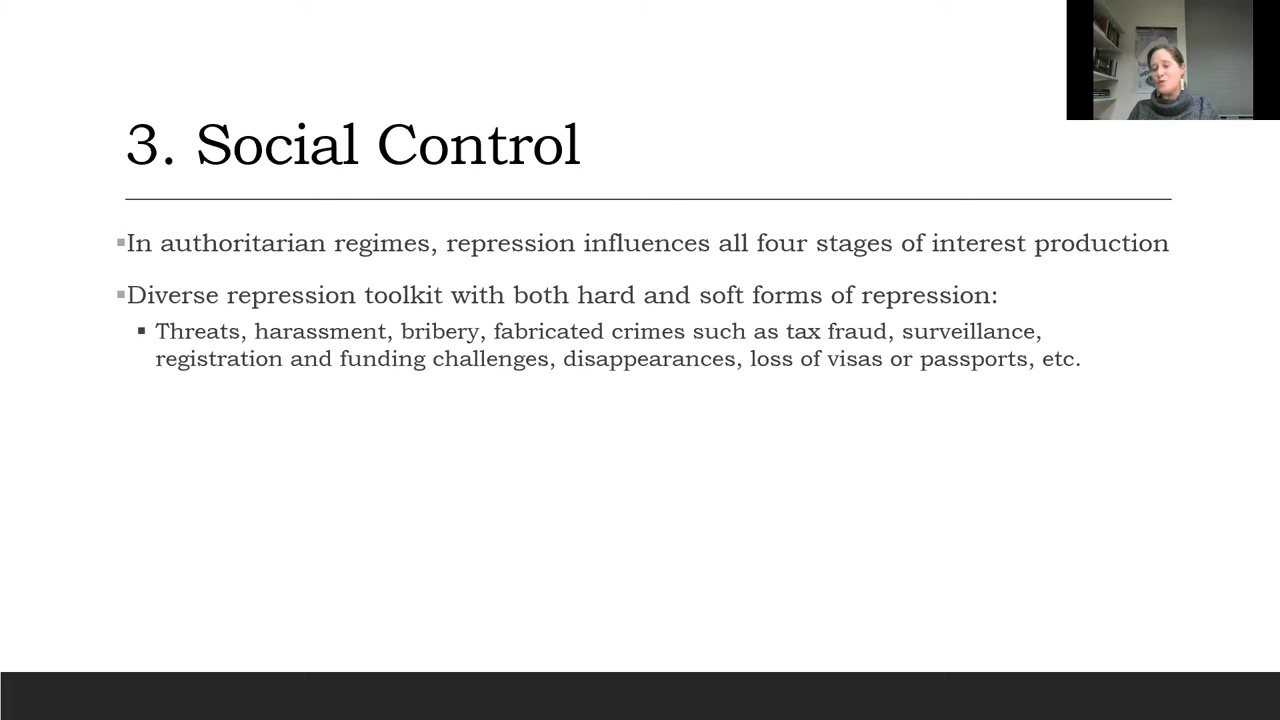 3. Social Control
▪In authoritarian regimes, repression influences all four stages of interest production
▪Diverse repression toolkit with both hard and soft forms of repression:
▪ Threats, harassment, bribery, fabricated crimes such as tax fraud, surveillance,
registration and funding challenges, disappearances, loss of visas or passports, etc.